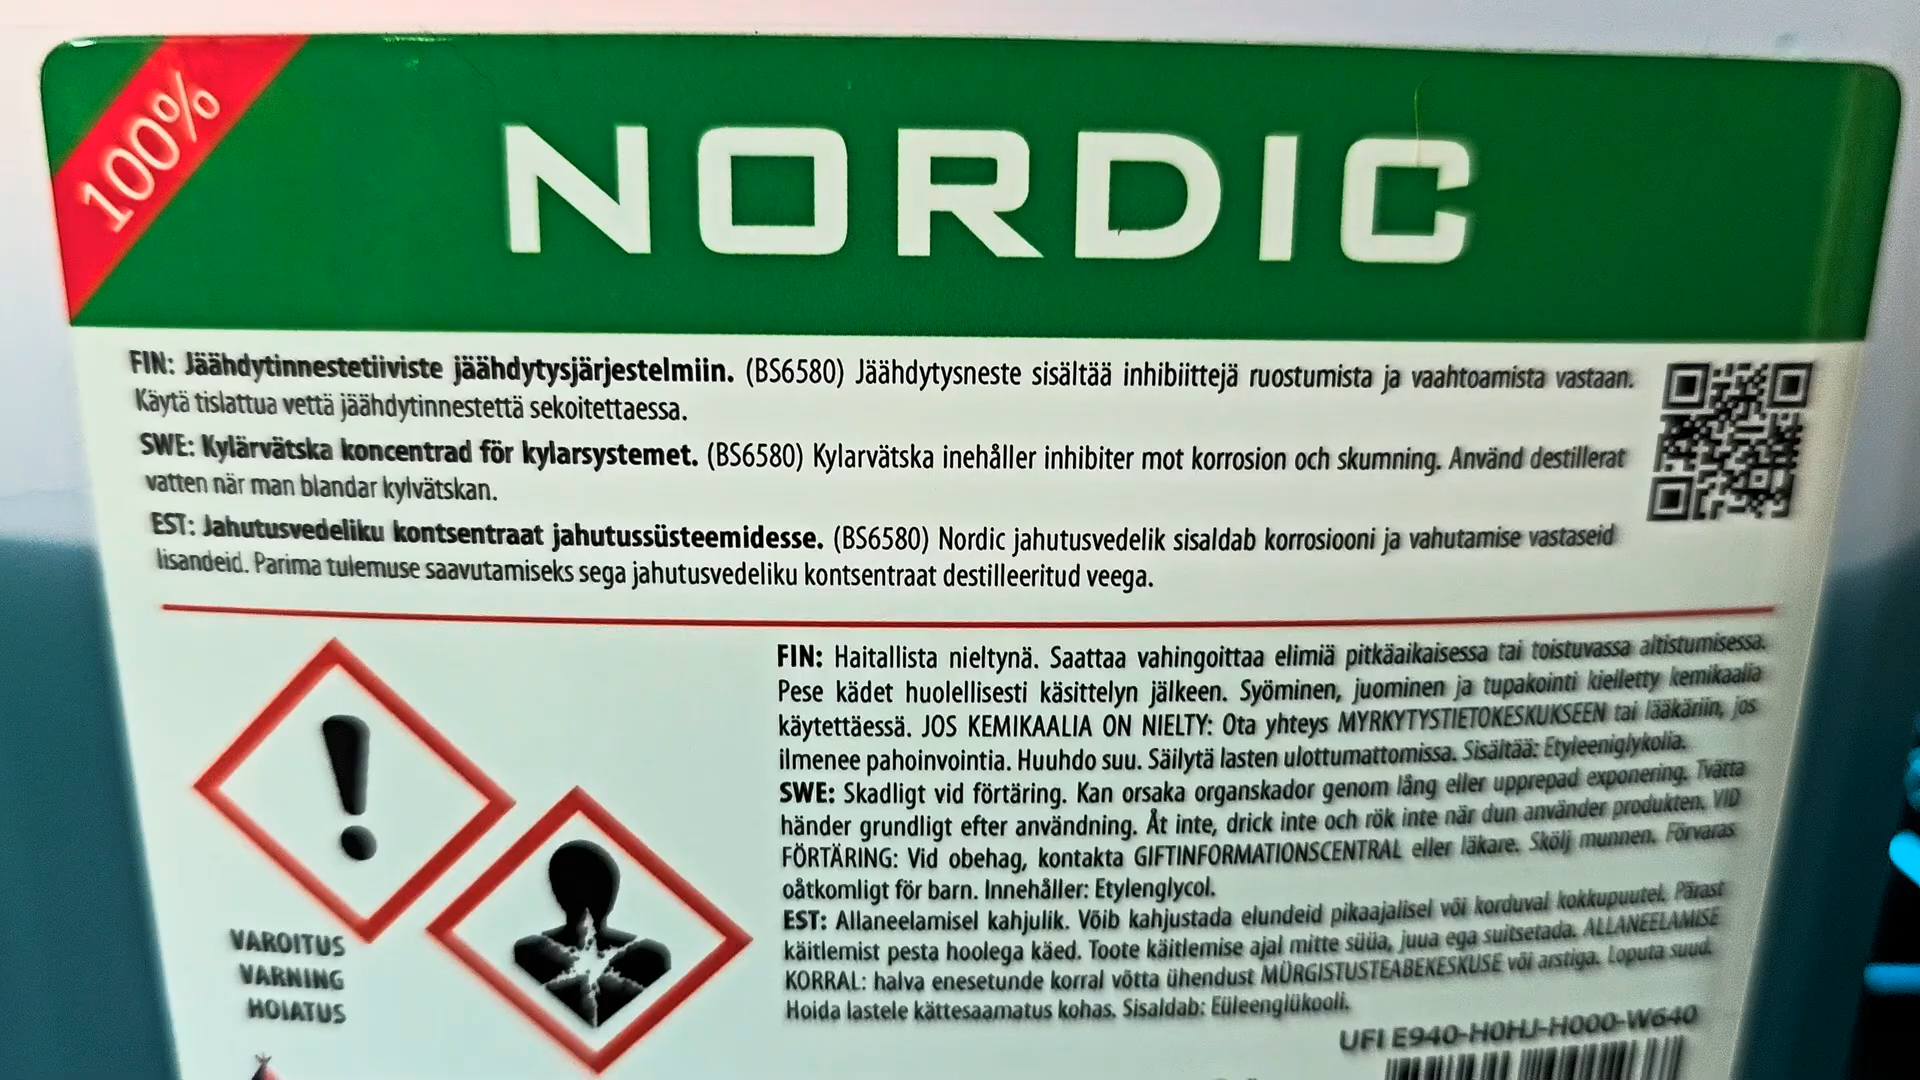 100%
NORDIC
FIN: Jäähdytinnestetiiviste jäähdytysjärjestelmiin. (BS6580) Jäähdytysneste sisältää inhibiittejä ruostumista ja vaahtoamista vastaan.
Käytä tislattua vettä jäähdytinnestettä sekoitettaessa.
SWE: Kylärvätska koncentrad för kylarsystemet. (BS6580) Kylarvätska inehåller inhibiter mot korrosion och skumning. Använd destillerat
vatten när man blandar kylvätskan.
EST: Jahutusvedeliku kontsentraat jahutussüsteemidesse. (BS6580) Nordic jahutusvedelik sisaldab korrosiooni ja vahutamise vastaseid
lisandeid. Parima tulemuse saavutamiseks sega jahutusvedeliku kontsentraat destilleeritud veega.
FIN: Haitallista nieltynä. Saattaa vahingoittaa elimiä pitkäaikaisessa tai toistuvassa altistumisessa.
Pese kädet huolellisesti käsittelyn jälkeen. Syöminen, juominen ja tupakointi kielletty kemikaalia
käytettäessä. JOS KEMIKAALIA ON NIELTY: Ota yhteys MYRKYTYSTIETOKESKUKSEEN tai lääkäriin, jos
ilmenee pahoinvointia. Huuhdo suu. Säilytä lasten ulottumattomissa. Sisältää: Etyleeniglykolia.
SWE: Skadligt vid förtäring. Kan orsaka organskador genom lång eller upprepad exponering. Tvätta
händer grundligt efter användning. Åt inte, drick inte och rök inte när dun använder produkten. VID
FÖRTÄRING: Vid obehag, kontakta GIFTINFORMATIONSCENTRAL eller läkare. Skölj munnen. Förvaras
oåtkomligt för barn. Innehåller: Etylenglycol.
EST: Allaneelamisel kahjulik. Võib kahjustada elundeid pikaajalisel või korduval kokkupuutel. Pärast
käitlemist pesta hoolega käed. Toote käitlemise ajal mitte süüa, juua ega suitsetada. ALLANEELAMISE
KORRAL: halva enesetunde korral võtta ühendust MÜRGISTUSTEABEKESKUSE või arstiga. Loputa suud.
Hoida lastele kättesaamatus kohas. Sisaldab: Eüleenglükooli.
VAROITUS
VARNING
HOIATUS
UFI E940-H0HJ-H000-W640